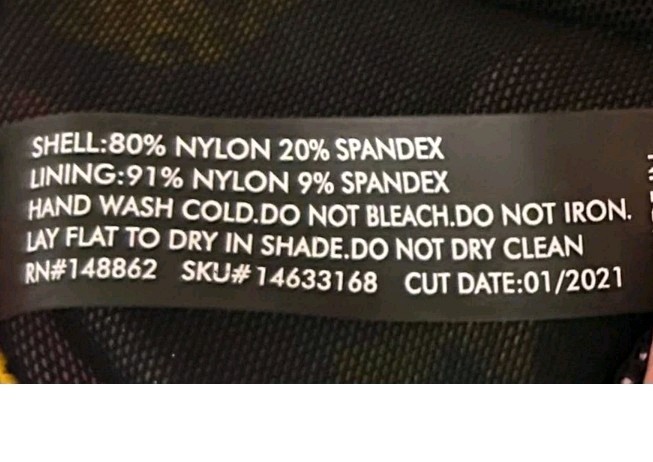 SHELL:80% NYLON 20% SPANDEX
LINING:91% NYLON 9% SPANDEX
HAND WASH COLD.DO NOT BLEACH.DO NOT IRON.
LAY FLAT TO DRY IN SHADE.DO NOT DRY CLEAN
RN#148862 SKU#14633168 CUT DATE:01/2021